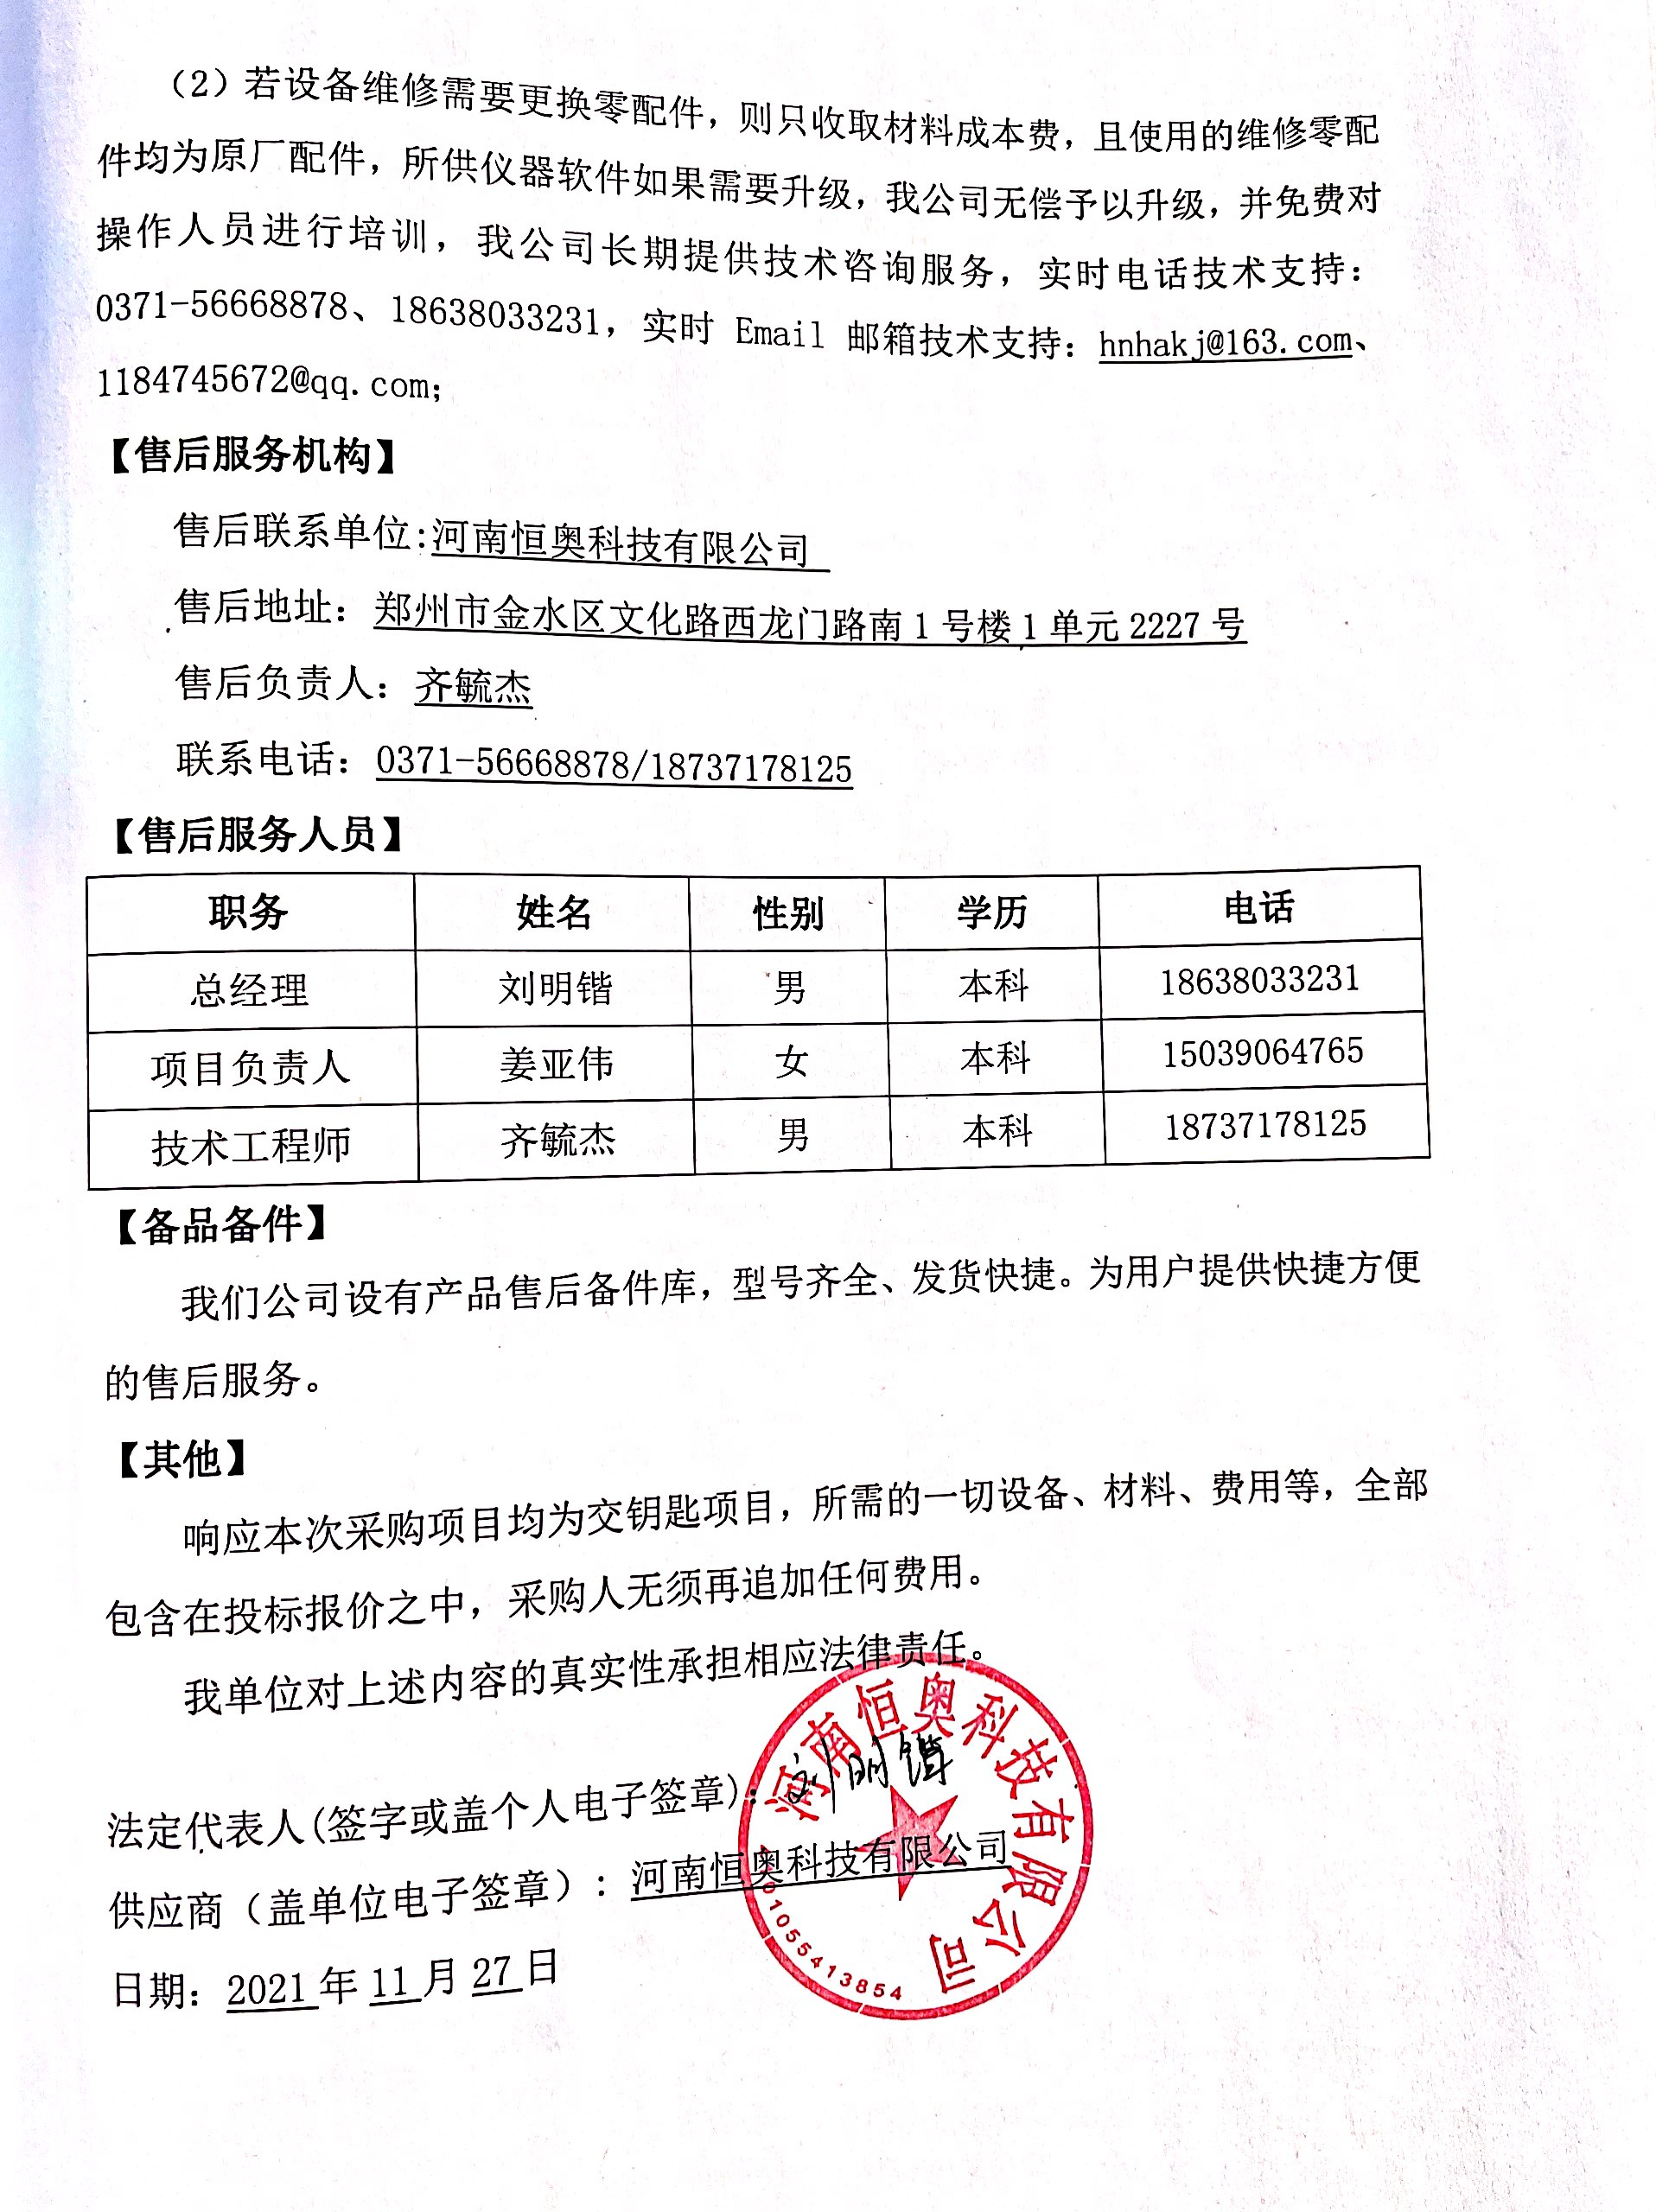 （2）若设备维修需要更换零配件，则只收取材料成本费，且使用的维修零配
件均为原厂配件，所供仪器软件如果需要升级，我公司无偿予以升级，并免费对
操作人员进行培训，我公司长期提供技术咨询服务，实时电话技术支持：
0371-56668878、18638033231，实时 Email 邮箱技术支持：hnhakj@163.com、
1184745672@qq.com；
【售后服务机构】
售后联系单位:河南恒奥科技有限公司
售后地址：郑州市金水区文化路西龙门路南 1 号楼 1 单元 2227 号
售后负责人：齐毓杰
联系电话：0371-56668878/18737178125
【售后服务人员】
职务 姓名 性别 学历 电话
总经理 刘明锴 男 本科 18638033231
项目负责人 姜亚伟 女 本科 15039064765
技术工程师 齐毓杰 男 本科 18737178125
【备品备件】
我们公司设有产品售后备件库，型号齐全、发货快捷。为用户提供快捷方便
的售后服务。
【其他】
响应本次采购项目均为交钥匙项目，所需的一切设备、材料、费用等，全部
包含在投标报价之中，采购人无须再追加任何费用。
我单位对上述内容的真实性承担相应法律责任。
法定代表人(签字或盖个人电子签章)：刘明锴
供应商（盖单位电子签章）：河南恒奥科技有限公司
日期：2021 年 11 月 27 日
河南恒奥科技有限公司
01055413854